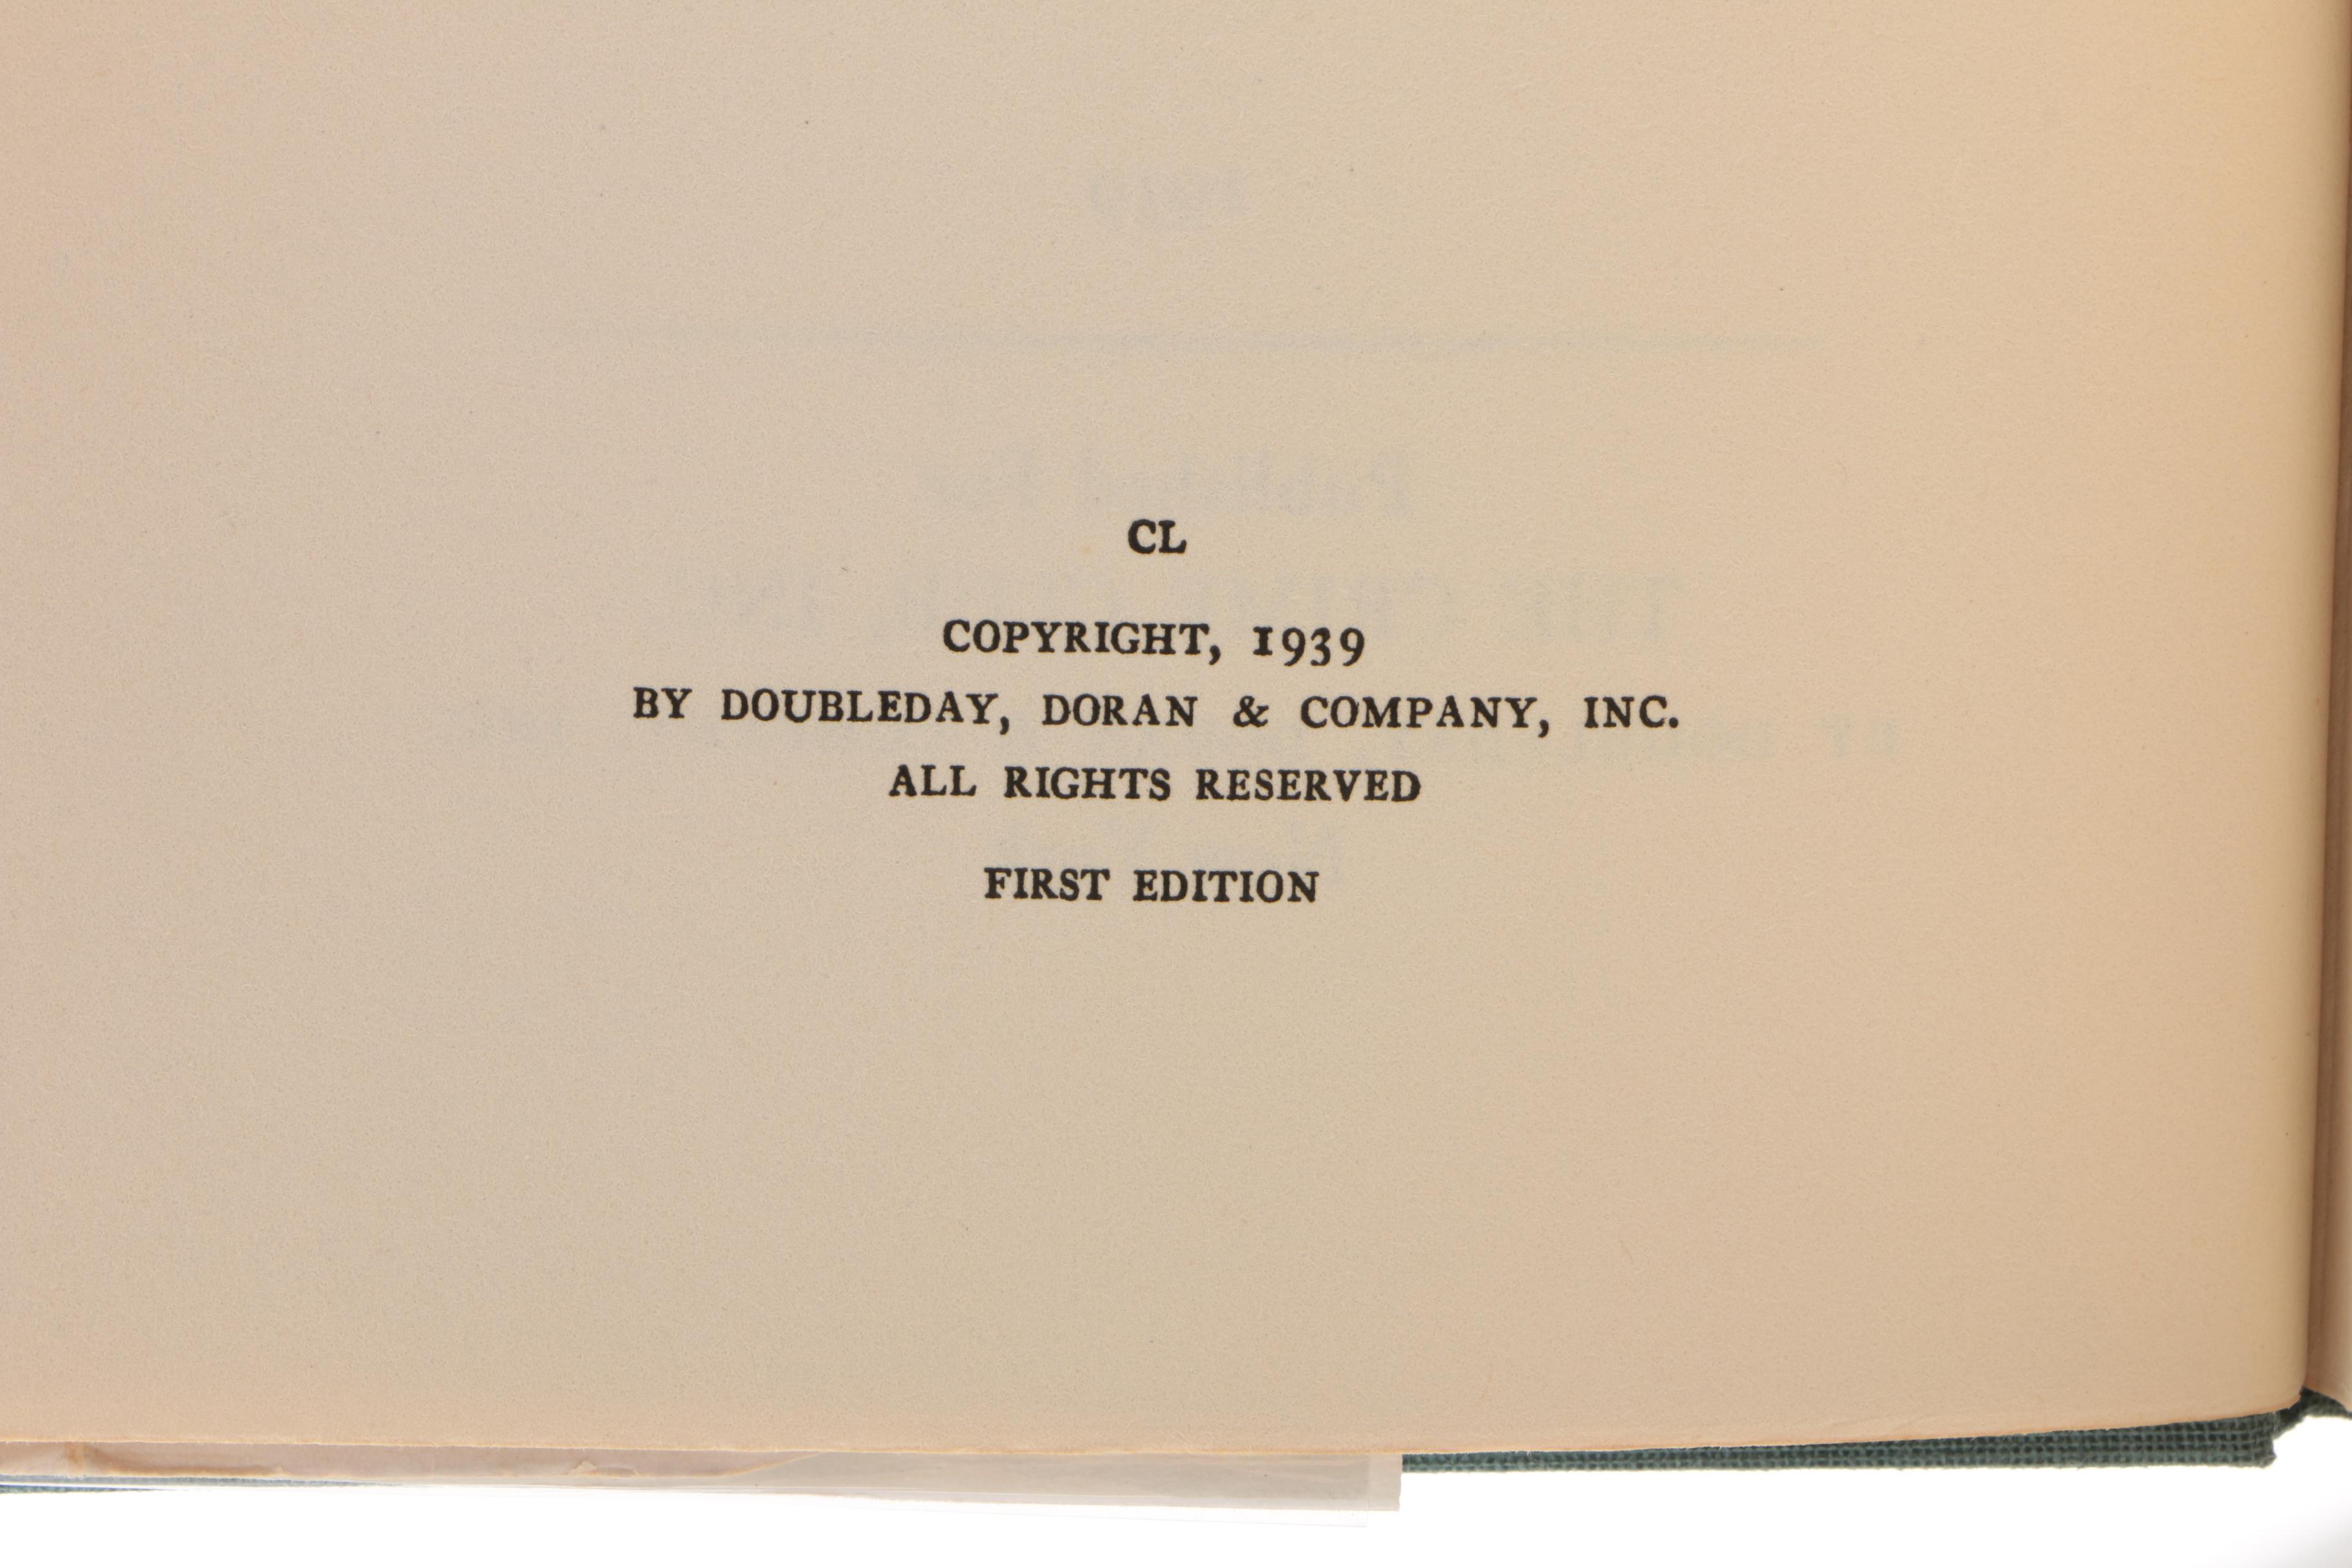 CL
COPYRIGHT, 1939
BY DOUBLEDAY, DORAN & COMPANY, INC.
ALL RIGHTS RESERVED
FIRST EDITION